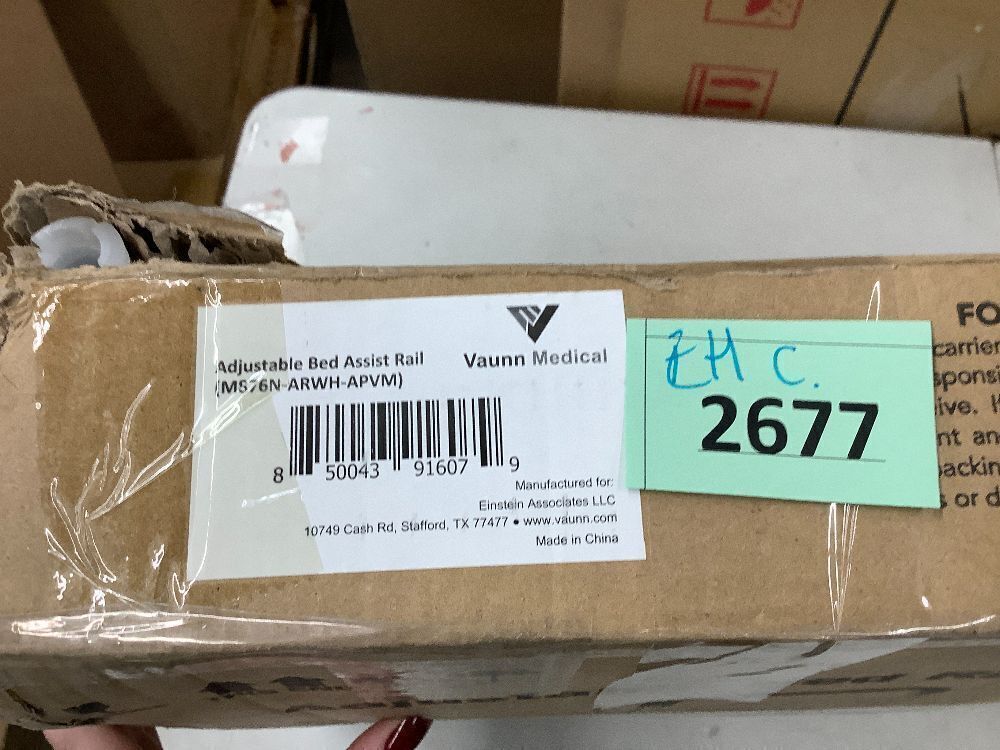 Adjustable Bed Assist Rail
(MS76N-ARWH-APVM)
Vaunn Medical
8 50043 91607 9
Manufactured for:
Einstein Associates LLC
10749 Cash Rd, Stafford, TX 77477 • www.vaunn.com
Made in China
EH C.
2677
FO
carrier
sponsi
ive. I
nt an
packin
s or d